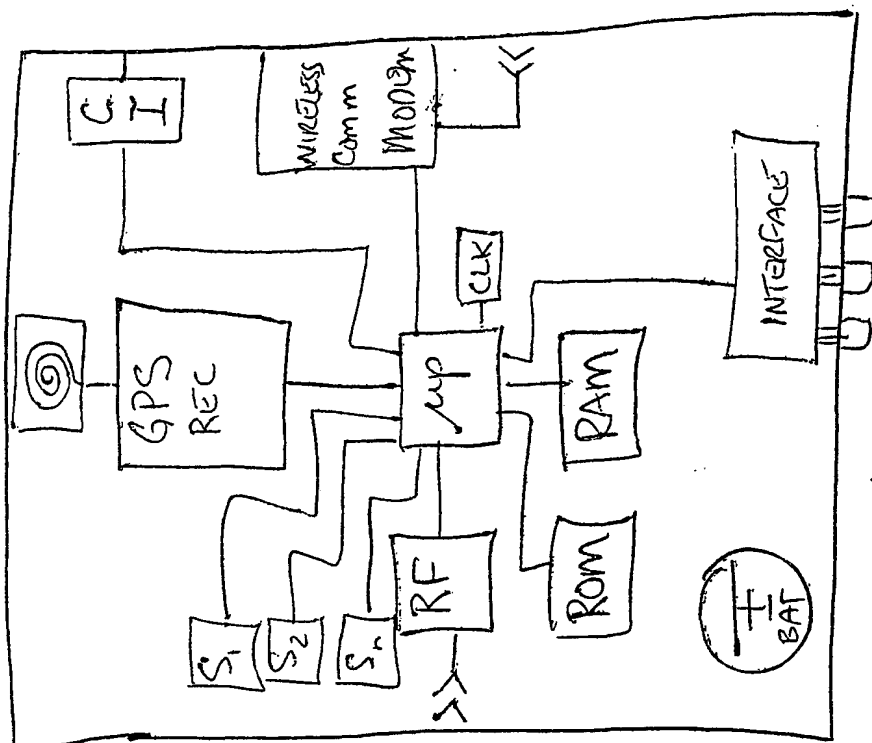 GPS
REC
C
I
S1
S2
Sn
WIRELESS
Comm
MODEM
RF
µp
CLK
ROM
RAM
INTERFACE
BAT